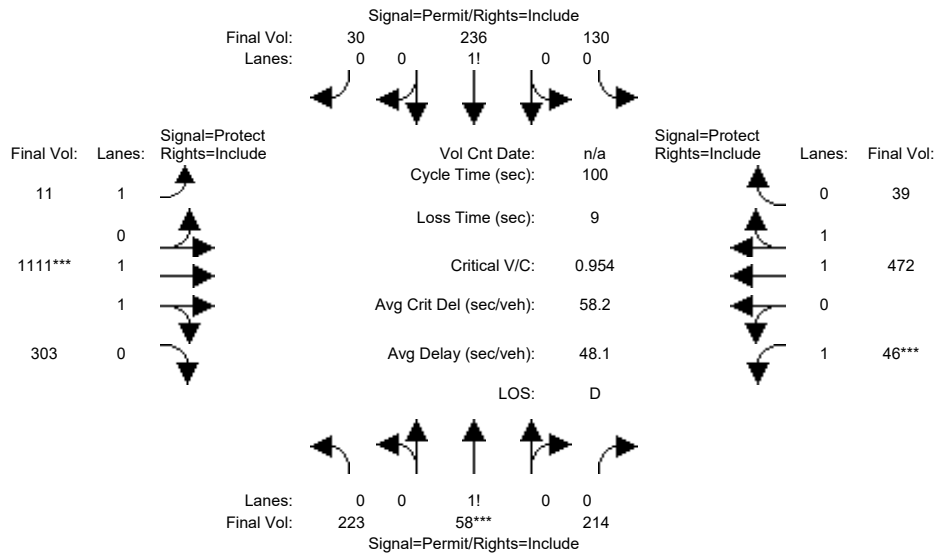 Signal=Permit/Rights=Include
Final Vol: 30 236 130
Lanes: 0 0 1! 0 0
Signal=Protect
Final Vol: Lanes: Rights=Include
Vol Cnt Date: n/a
Signal=Protect
Rights=Include Lanes: Final Vol:
Cycle Time (sec): 100
11 1
0 39
Loss Time (sec): 9
0
1
1111*** 1
Critical V/C: 0.954
1 472
1
Avg Crit Del (sec/veh): 58.2
0
303 0
Avg Delay (sec/veh): 48.1
1 46***
LOS: D
Lanes: 0 0 1! 0 0
Final Vol: 223 58*** 214
Signal=Permit/Rights=Include